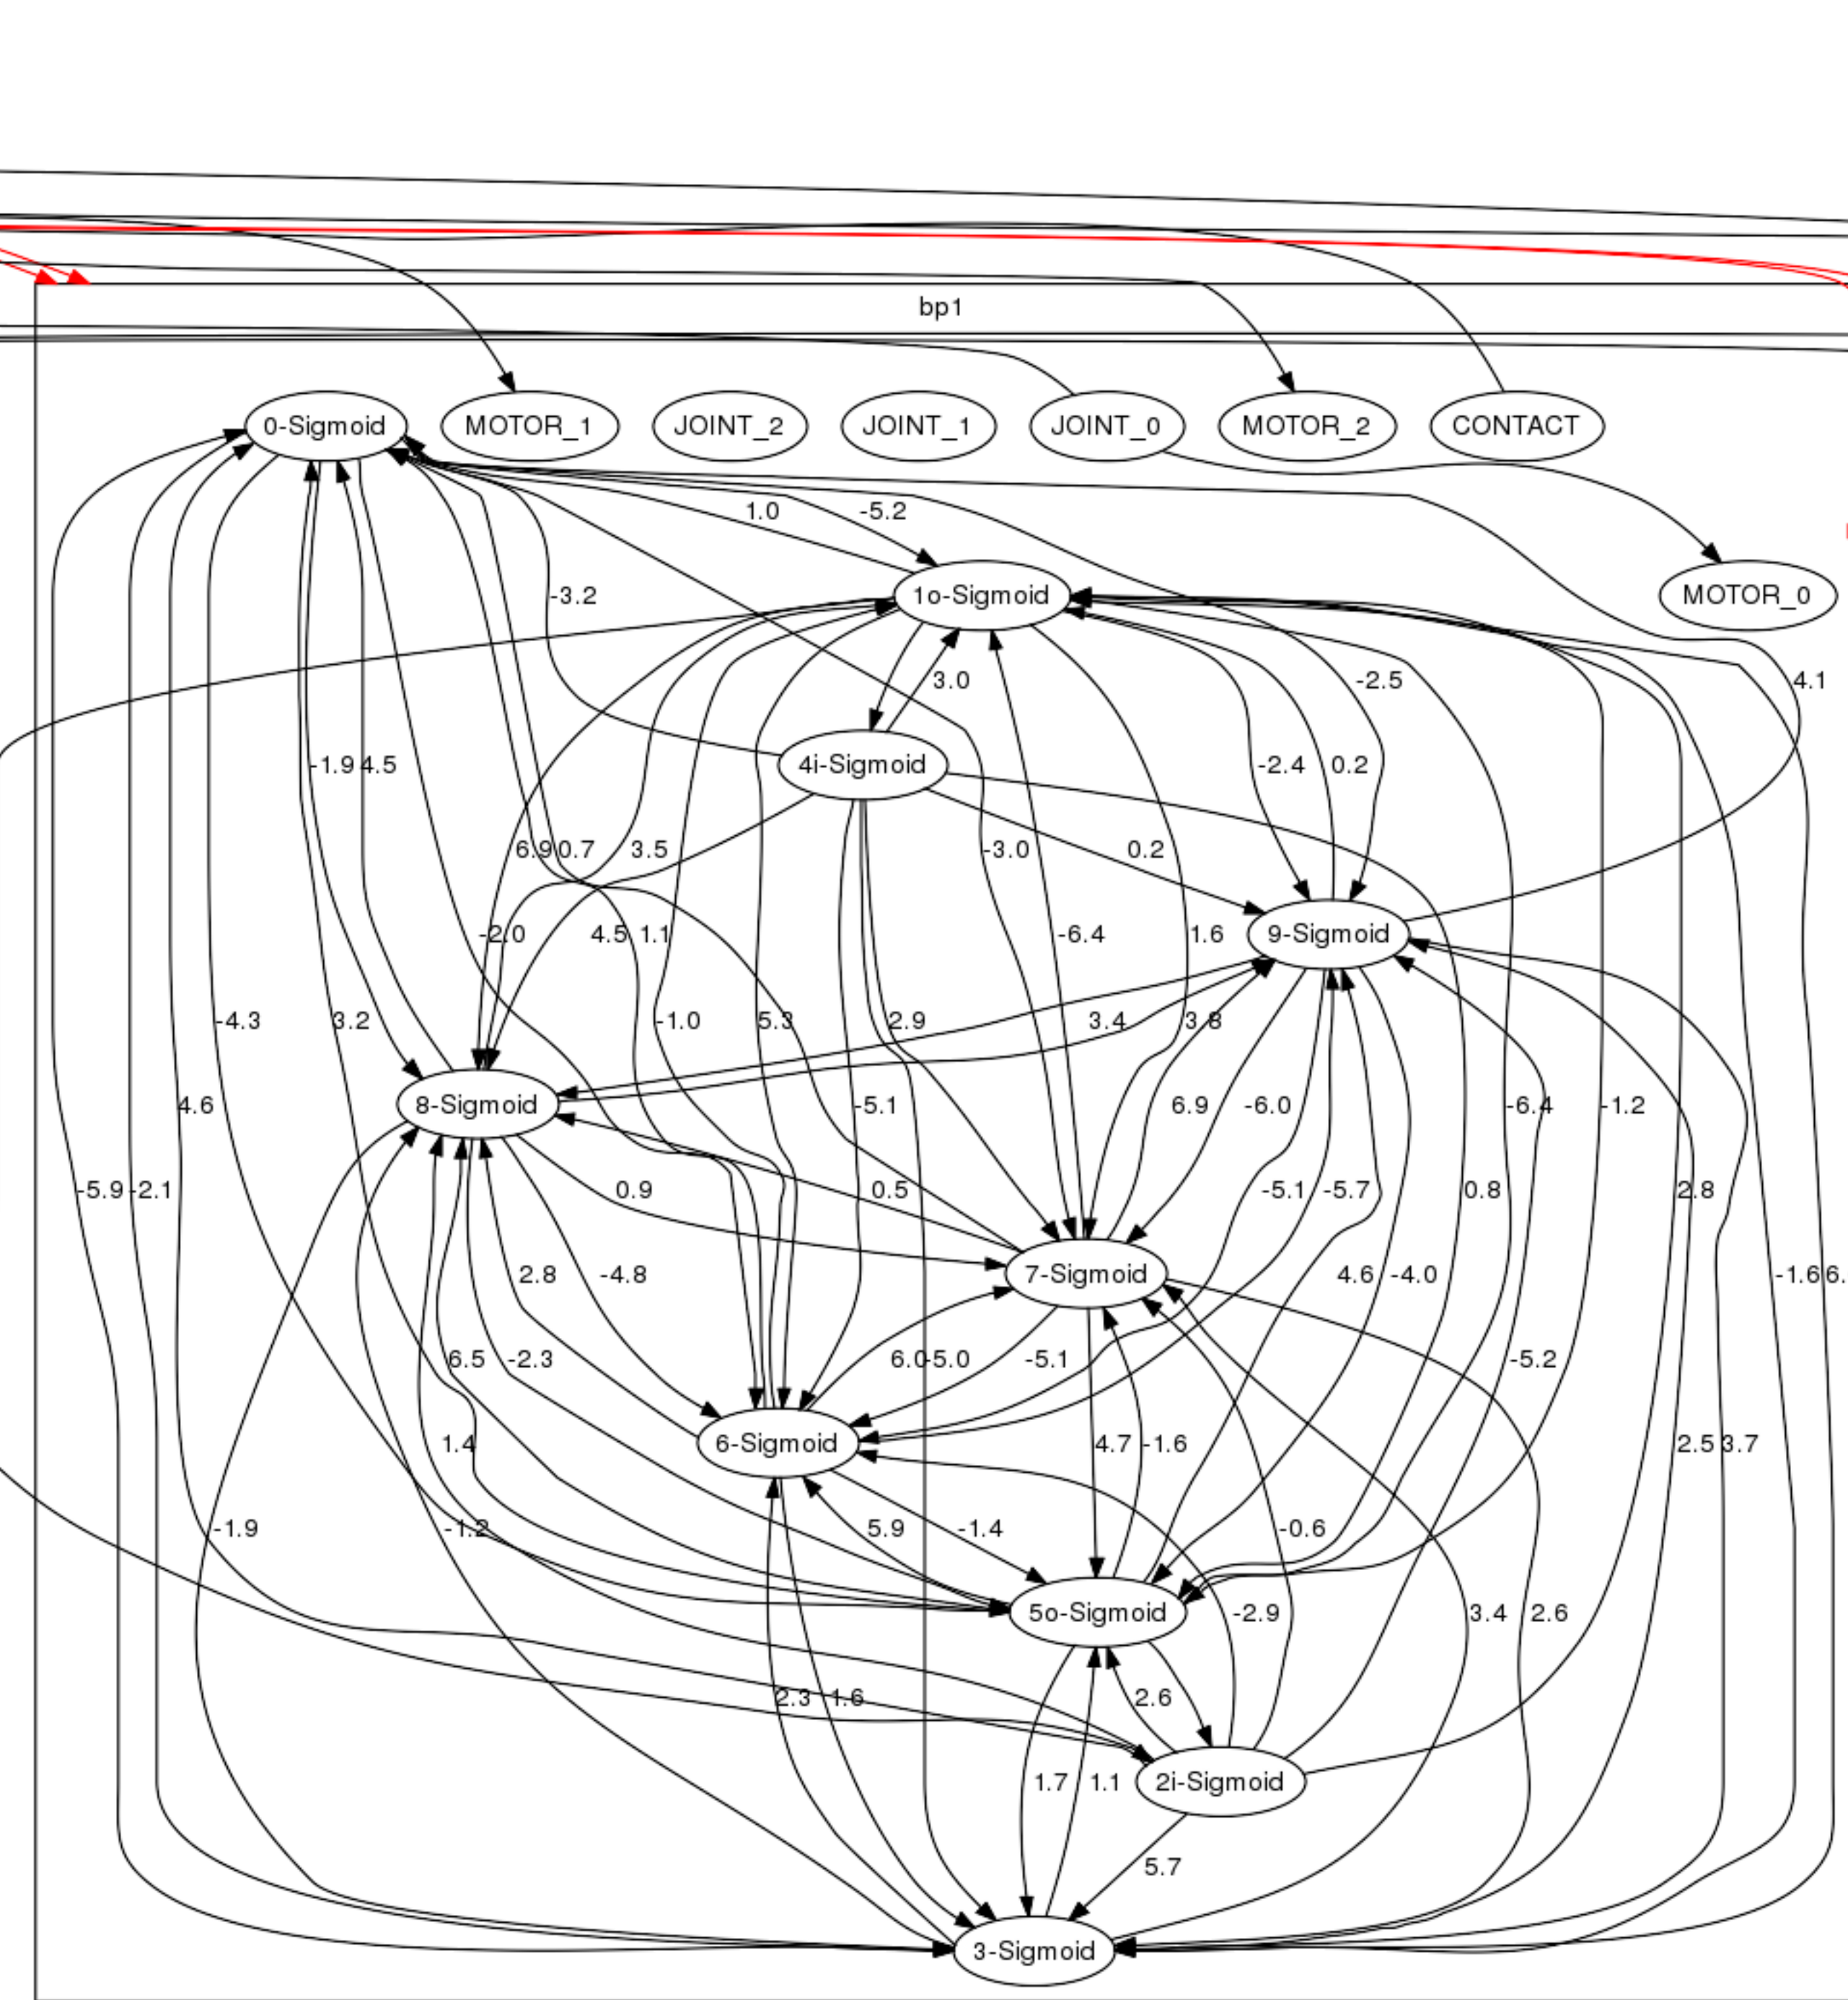 bp1
0-Sigmoid MOTOR_1 JOINT_2 JOINT_1 JOINT_0 MOTOR_2 CONTACT
1.0 -5.2
-3.2 1o-Sigmoid MOTOR_0
3.0 -2.5 4.1
-1.9 4.5 4i-Sigmoid -2.4 0.2
6.9 0.7 3.5 -3.0 0.2
-2.0 4.5 1.1 -6.4 1.6 9-Sigmoid
-4.3 3.2 -1.0 5.3 2.9 3.4 3.8
4.6 8-Sigmoid -5.1 6.9 -6.0 -6.4 -1.2
-5.9 -2.1 0.9 0.5 -5.1 -5.7 0.8 2.8
2.8 -4.8 7-Sigmoid 4.6 -4.0 -1.6 6.
6.5 -2.3 6.0 -5.0 -5.1 -5.2
1.4 6-Sigmoid 4.7 -1.6 2.5 3.7
-1.9 -1.2 5.9 -1.4 -0.6
5o-Sigmoid -2.9 3.4 2.6
2.3 -1.6 2.6
1.7 1.1 2i-Sigmoid
5.7
3-Sigmoid